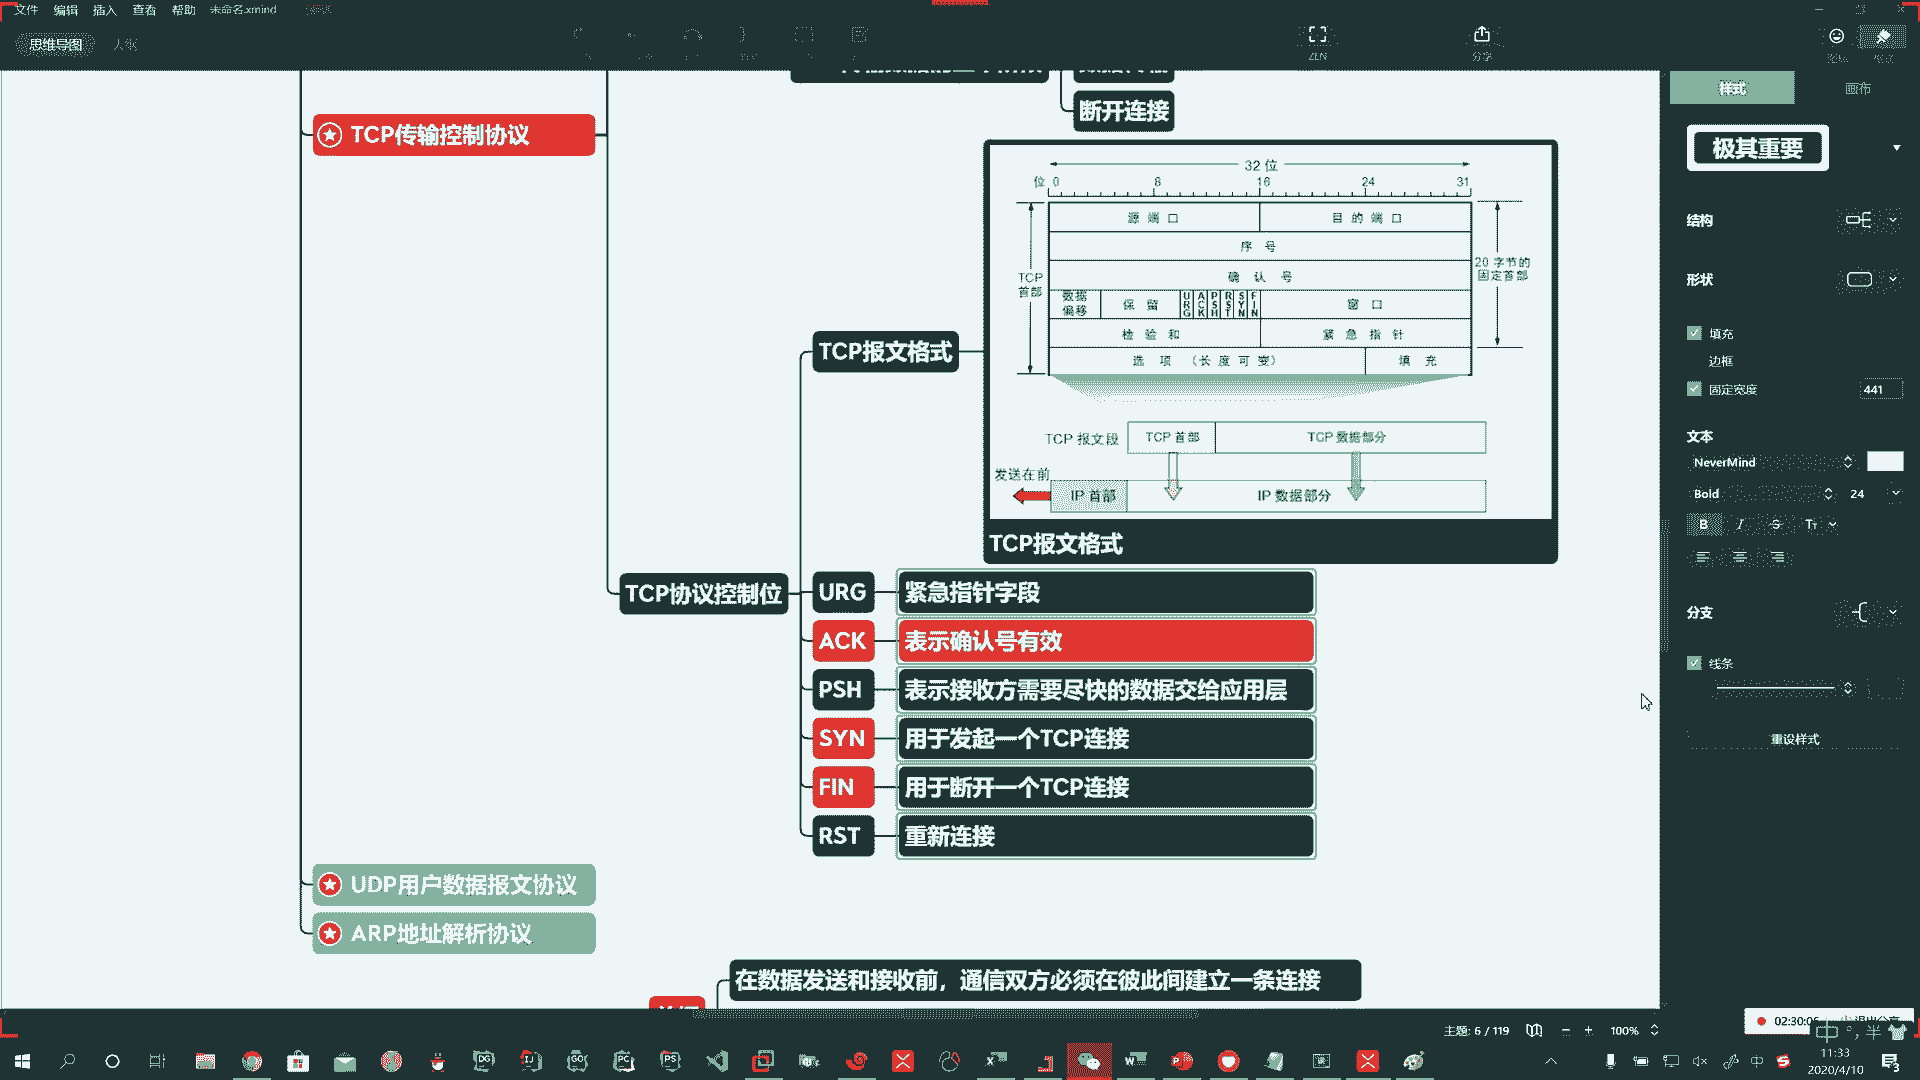 文件 编辑 插入 查看 帮助 未命名.xmind
思维导图
ZEN
分享
样式 画布
TCP传输控制协议
断开连接
极其重要
32 位
位 0 8 16 24 31
源 端 口 目 的 端 口
序 号
确 认 号
TCP
首部
20 字节的
固定首部
数据
偏移
保 留
URG ACK PSH RST SYN FIN
窗 口
检 验 和 紧 急 指 针
选 项 (长 度 可 变) 填 充
TCP 报文段 TCP 首部 TCP 数据部分
发送在前
IP 首部 IP 数据部分
TCP报文格式
TCP报文格式
TCP协议控制位
URG 紧急指针字段
ACK 表示确认号有效
PSH 表示接收方需要尽快的数据交给应用层
SYN 用于发起一个TCP连接
FIN 用于断开一个TCP连接
RST 重新连接
UDP用户数据报文协议
ARP地址解析协议
在数据发送和接收前，通信双方必须在彼此间建立一条连接
结构
形状
填充
边框
固定宽度 441
文本
NeverMind
Bold 24
B I S Tт
分支
线条
重设样式
主题: 6 / 119 100%
中 半
11:33
2020/4/10